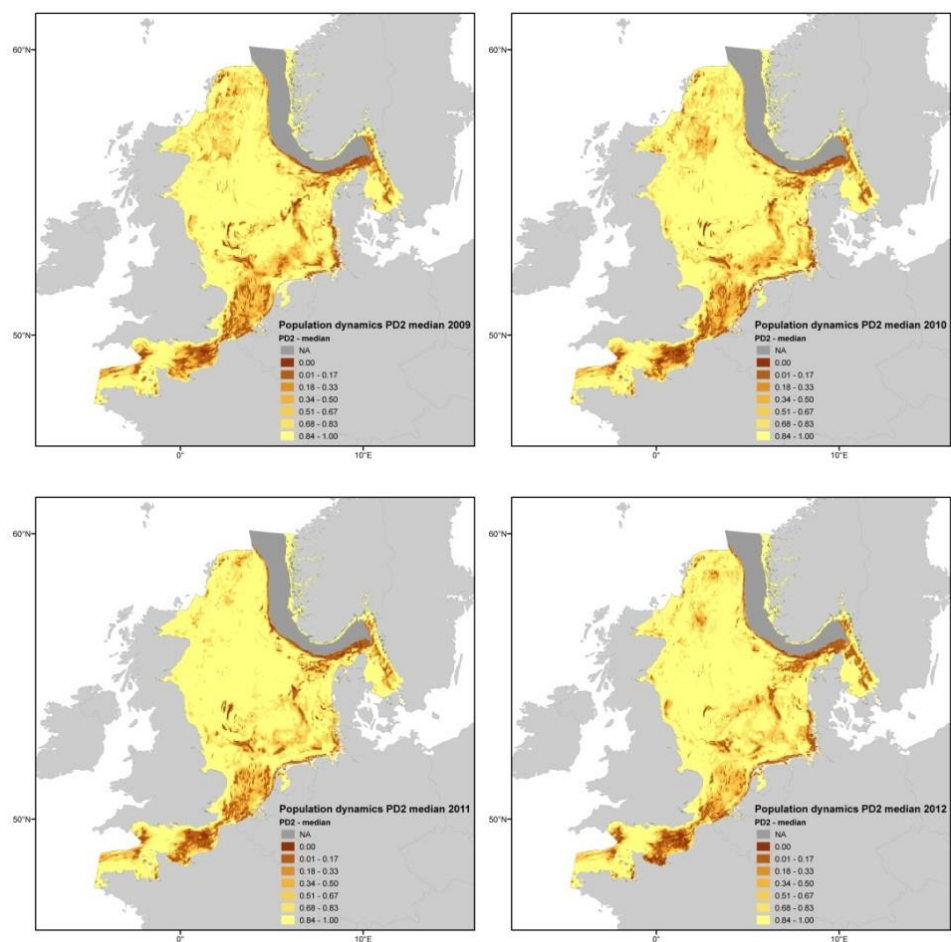 60°N
50°N
Population dynamics PD2 median 2009
PD2 - median
NA
0.00
0.01 - 0.17
0.18 - 0.33
0.34 - 0.50
0.51 - 0.67
0.68 - 0.83
0.84 - 1.00
0°
10°E
Population dynamics PD2 median 2010
PD2 - median
NA
0.00
0.01 - 0.17
0.18 - 0.33
0.34 - 0.50
0.51 - 0.67
0.68 - 0.83
0.84 - 1.00
0°
10°E
60°N
50°N
Population dynamics PD2 median 2011
PD2 - median
NA
0.00
0.01 - 0.17
0.18 - 0.33
0.34 - 0.50
0.51 - 0.67
0.68 - 0.83
0.84 - 1.00
0°
10°E
Population dynamics PD2 median 2012
PD2 - median
NA
0.00
0.01 - 0.17
0.18 - 0.33
0.34 - 0.50
0.51 - 0.67
0.68 - 0.83
0.84 - 1.00
0°
10°E